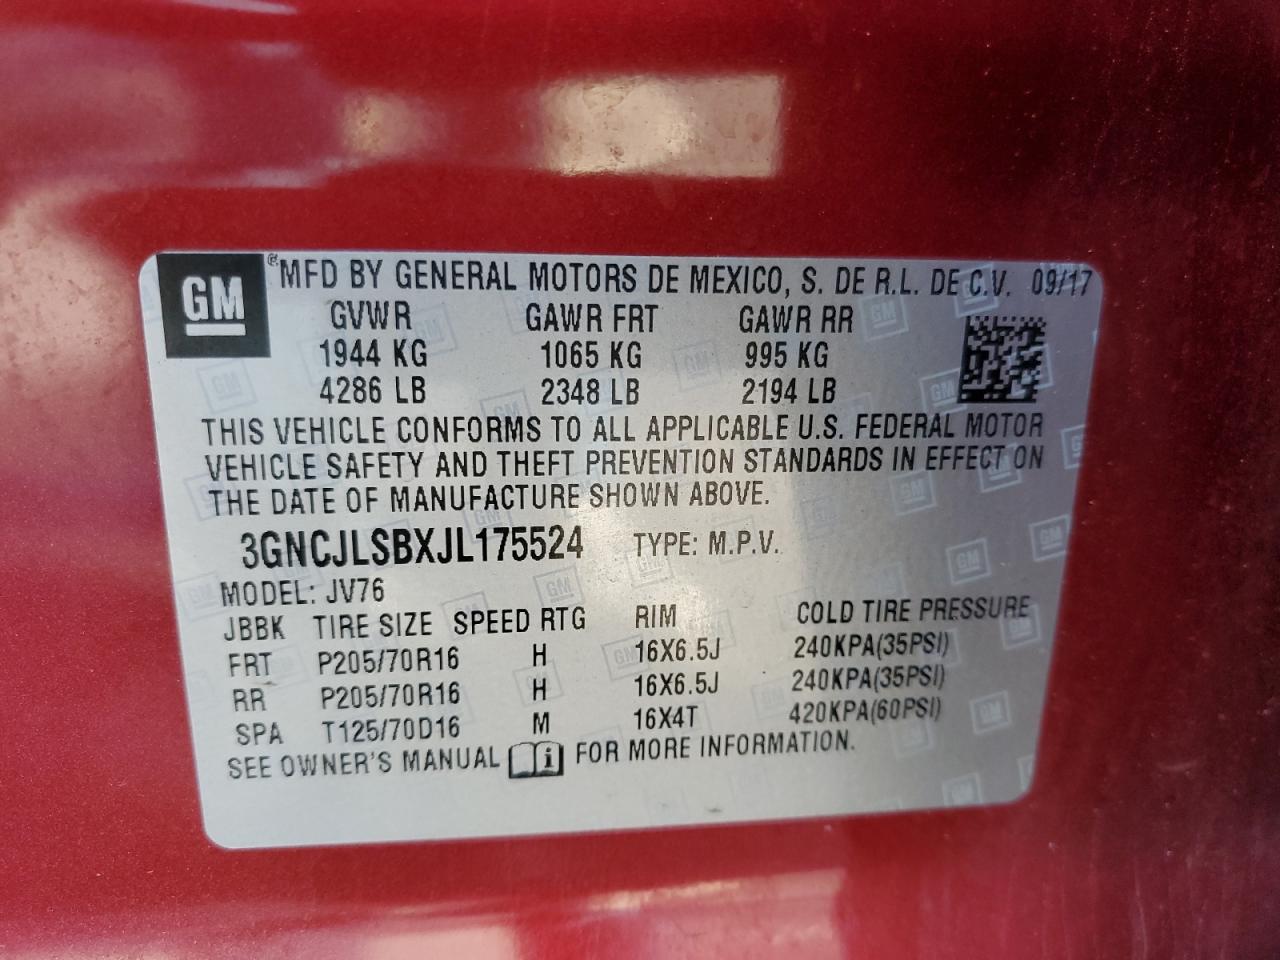 GM ® MFD BY GENERAL MOTORS DE MEXICO, S. DE R.L. DE C.V. 09/17
GVWR GAWR FRT GAWR RR
1944 KG 1065 KG 995 KG
4286 LB 2348 LB 2194 LB
THIS VEHICLE CONFORMS TO ALL APPLICABLE U.S. FEDERAL MOTOR
VEHICLE SAFETY AND THEFT PREVENTION STANDARDS IN EFFECT ON
THE DATE OF MANUFACTURE SHOWN ABOVE.
3GNCJLSBXJL175524 TYPE: M.P.V.
MODEL: JV76
JBBK TIRE SIZE SPEED RTG RIM COLD TIRE PRESSURE
FRT P205/70R16 H 16X6.5J 240KPA(35PSI)
RR P205/70R16 H 16X6.5J 240KPA(35PSI)
SPA T125/70D16 M 16X4T 420KPA(60PSI)
SEE OWNER'S MANUAL i FOR MORE INFORMATION.